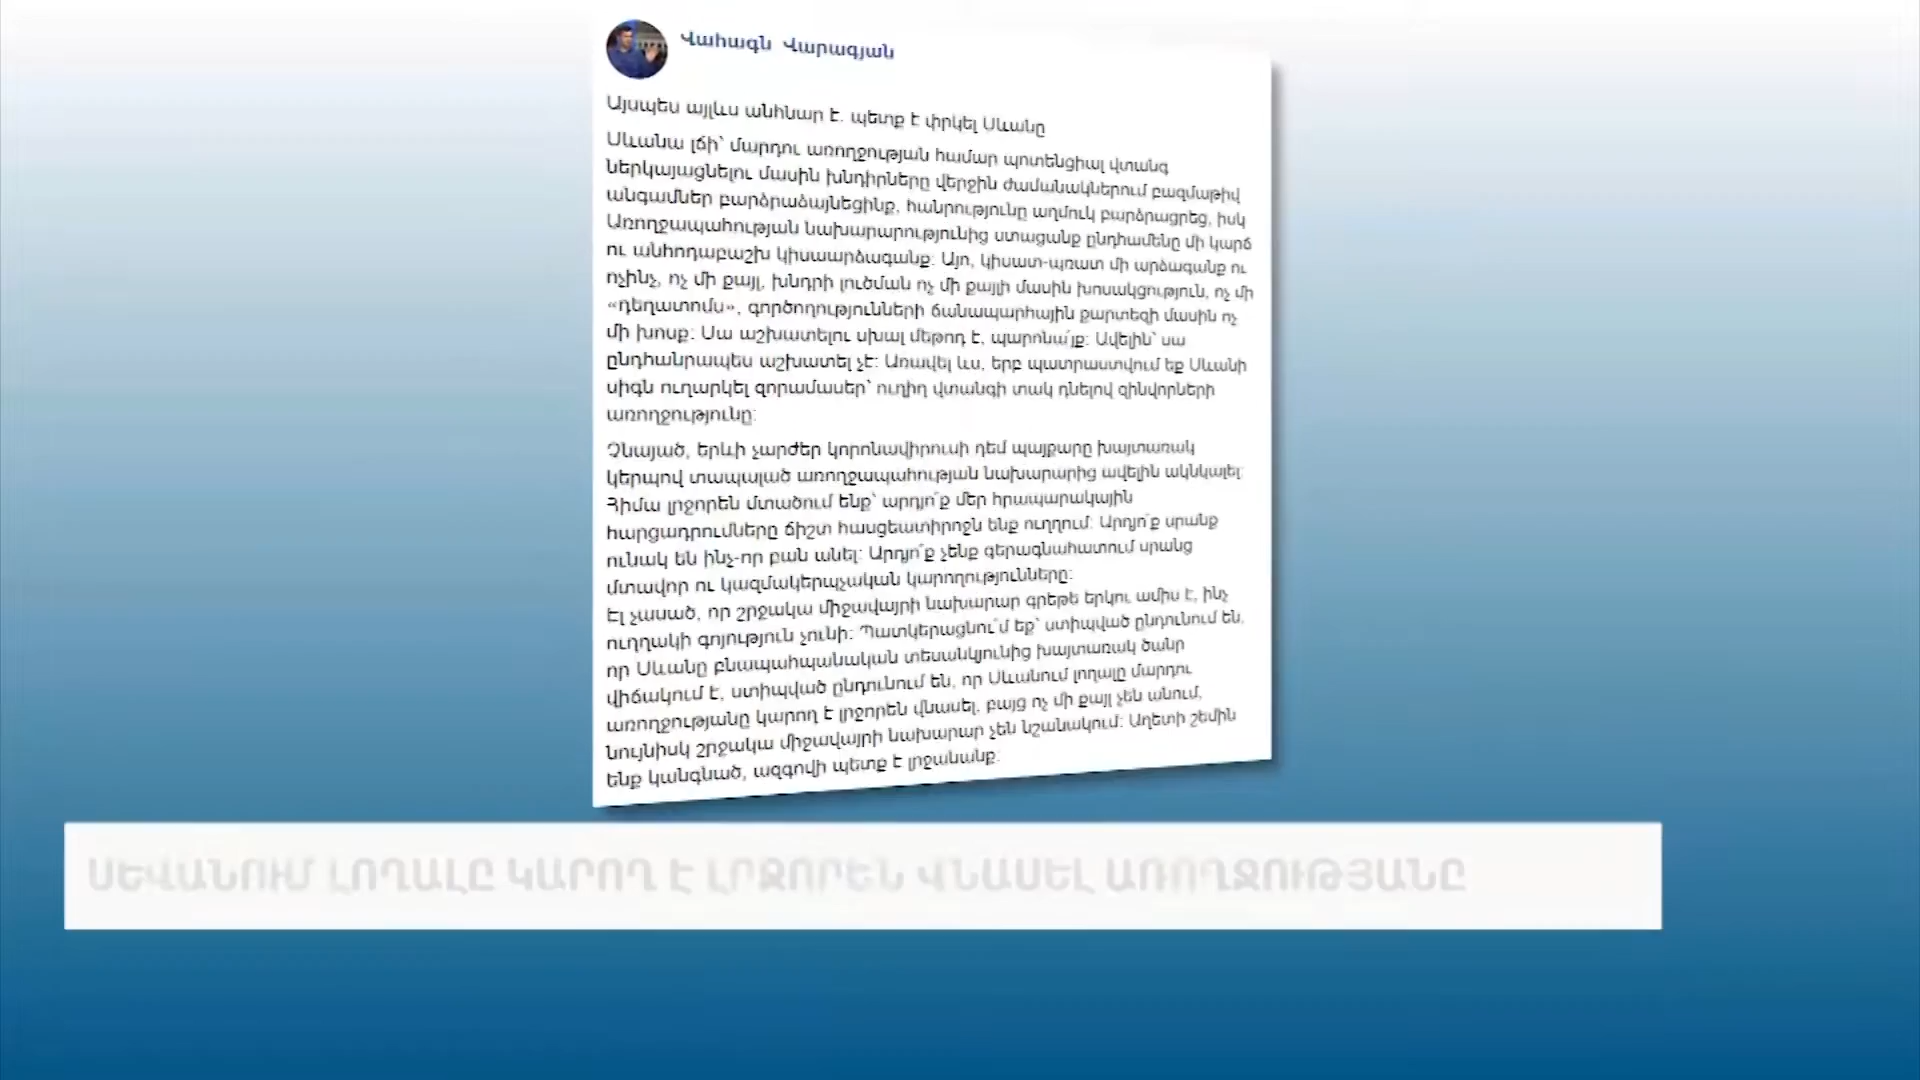 Վահագն Վարագյան
Այսպես այլևս անհնար է. պետք է փրկել Սևանը
Սևանա լճի՝ մարդու առողջության համար պոտենցիալ վտանգ
ներկայացնելու մասին խնդիրները վերջին ժամանակներում բազմաթիվ
անգամներ բարձրաձայնեցինք, հանրությունը աղմուկ բարձրացրեց, իսկ
Առողջապահության նախարարությունից ստացանք ընդհամենը մի կարճ
ու անհոդաբաշխ կիսաարձագանք: Այո, կիսատ-պռատ մի արձագանք ու
ոչինչ, ոչ մի քայլ, խնդրի լուծման ոչ մի քայլի մասին խոսակցություն, ոչ մի
«դեղատոմս», գործողությունների ճանապարհային քարտեզի մասին ոչ
մի խոսք: Սա աշխատելու սխալ մեթոդ է, պարոնա՛յք: Ավելին՝ սա
ընդհանրապես աշխատել չէ: Առավել ևս, երբ պատրաստվում եք Սևանի
սիգն ուղարկել զորամասեր՝ ուղիղ վտանգի տակ դնելով զինվորների
առողջությունը:
Չնայած, երևի չարժեր կորոնավիրուսի դեմ պայքարը խայտառակ
կերպով տապալած առողջապահության նախարարից ավելին ակնկալել:
Հիմա լրջորեն մտածում ենք՝ արդյո՞ք մեր հրապարակային
հարցադրումները ճիշտ հասցեատիրոջն ենք ուղղում: Արդյո՞ք սրանք
ունակ են ինչ-որ բան անել: Արդյո՞ք չենք գերագնահատում սրանց
մտավոր ու կազմակերպչական կարողությունները:
Էլ չասած, որ շրջակա միջավայրի նախարար գրեթե երկու ամիս է, ինչ
ուղղակի գոյություն չունի: Պատկերացնու՞մ եք՝ ստիպված ընդունում են,
որ Սևանը բնապահպանական տեսանկյունից խայտառակ ծանր
վիճակում է, ստիպված ընդունում են, որ Սևանում լողալը մարդու
առողջությանը կարող է լրջորեն վնասել, բայց ոչ մի քայլ չեն անում,
նույնիսկ շրջակա միջավայրի նախարար չեն նշանակում: Աղետի շեմին
ենք կանգնած, ազգովի պետք է լրջանանք:
ՍԵՎԱՆՈՒՄ ԼՈՂԱԼԸ ԿԱՐՈՂ Է ԼՐՋՈՐԵՆ ՎՆԱՍԵԼ ԱՌՈՂՋՈՒԹՅԱՆԸ